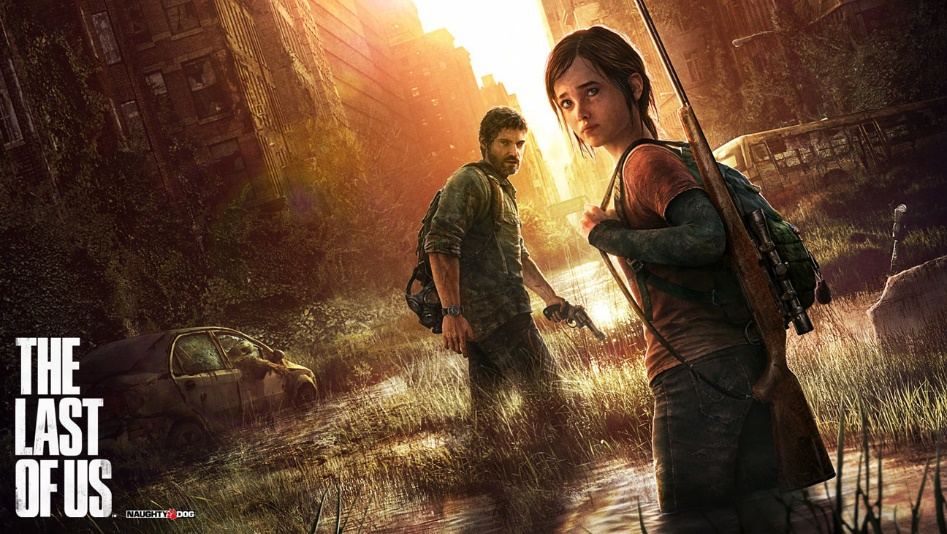 THE
LAST
OF US
NAUGHTY DOG